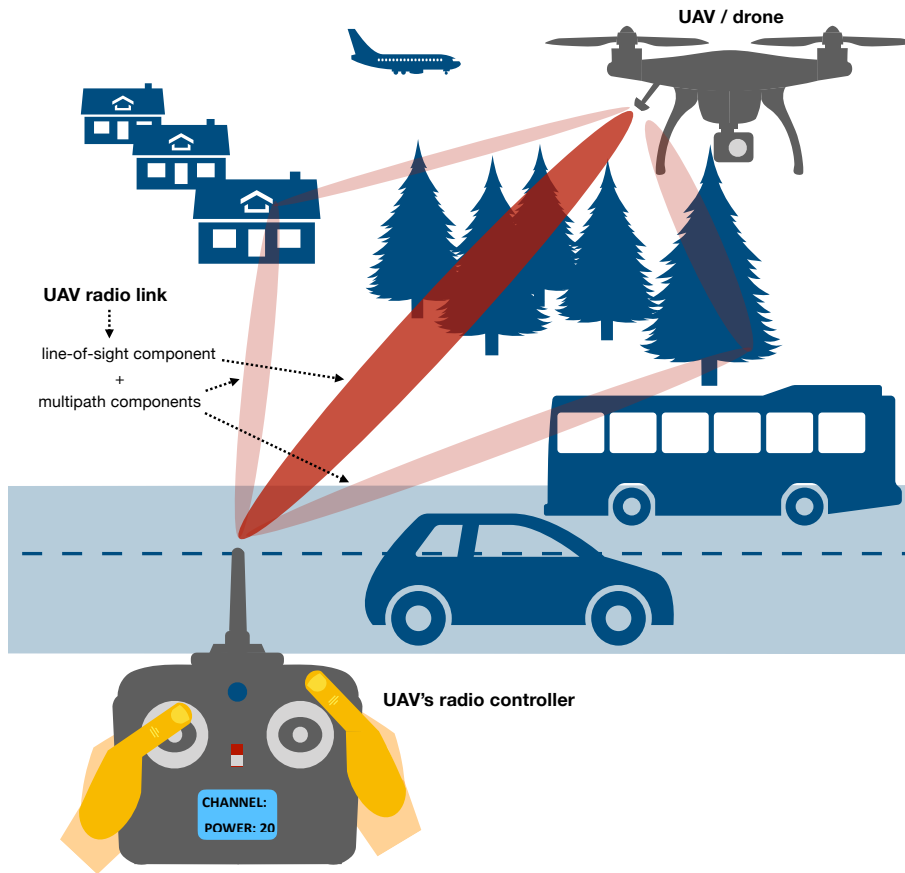 UAV / drone
UAV radio link
line-of-sight component
+
multipath components
UAV’s radio controller
CHANNEL:
POWER: 20